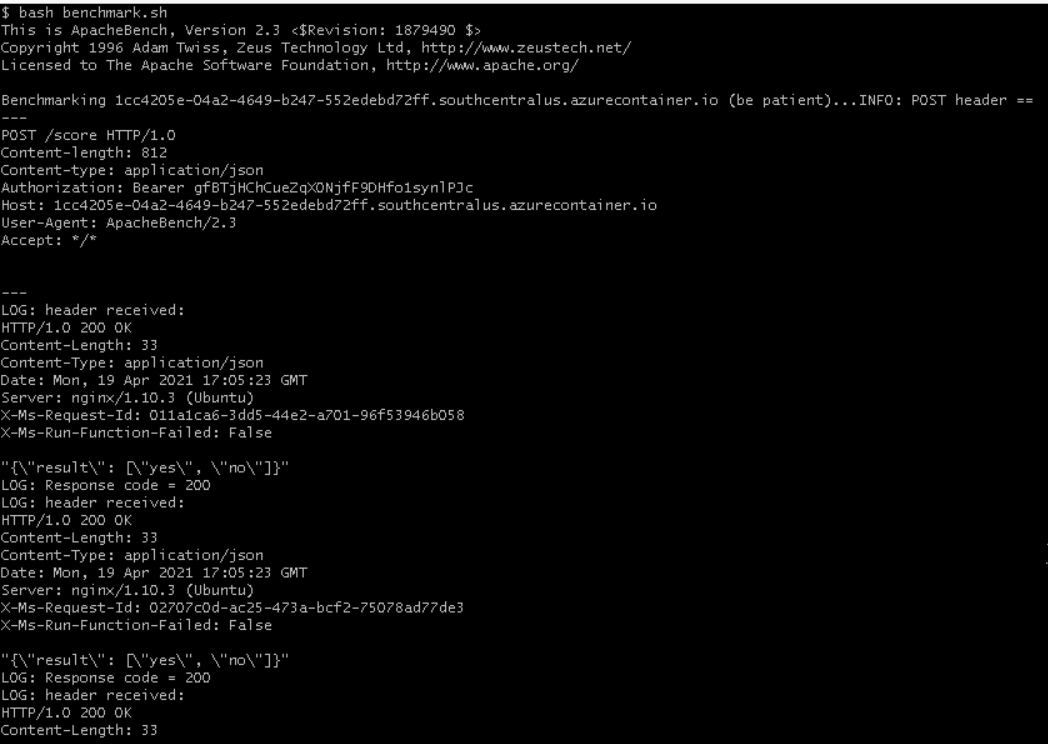 $ bash benchmark.sh
This is ApacheBench, Version 2.3 <$Revision: 1879490 $>
Copyright 1996 Adam Twiss, Zeus Technology Ltd, http://www.zeustech.net/
Licensed to The Apache Software Foundation, http://www.apache.org/

Benchmarking 1cc4205e-04a2-4649-b247-552edebd72ff.southcentralus.azurecontainer.io (be patient)...INFO: POST header ==
---
POST /score HTTP/1.0
Content-length: 812
Content-type: application/json
Authorization: Bearer gfBTjHChCueZqXONjfF9DHfo1synlPJc
Host: 1cc4205e-04a2-4649-b247-552edebd72ff.southcentralus.azurecontainer.io
User-Agent: ApacheBench/2.3
Accept: */*


---
LOG: header received:
HTTP/1.0 200 OK
Content-Length: 33
Content-Type: application/json
Date: Mon, 19 Apr 2021 17:05:23 GMT
Server: nginx/1.10.3 (Ubuntu)
X-Ms-Request-Id: 011a1ca6-3dd5-44e2-a701-96f53946b058
X-Ms-Run-Function-Failed: False

"{\"result\": [\"yes\", \"no\"]}"
LOG: Response code = 200
LOG: header received:
HTTP/1.0 200 OK
Content-Length: 33
Content-Type: application/json
Date: Mon, 19 Apr 2021 17:05:23 GMT
Server: nginx/1.10.3 (Ubuntu)
X-Ms-Request-Id: 02707c0d-ac25-473a-bcf2-75078ad77de3
X-Ms-Run-Function-Failed: False

"{\"result\": [\"yes\", \"no\"]}"
LOG: Response code = 200
LOG: header received:
HTTP/1.0 200 OK
Content-Length: 33